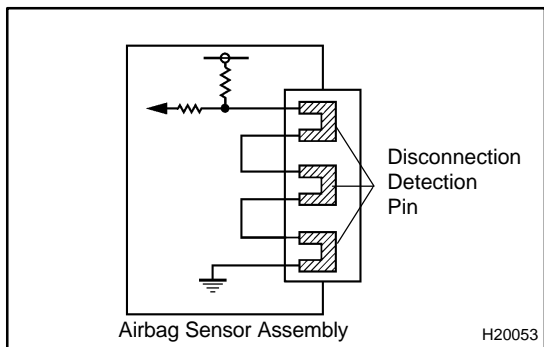 Disconnection
Detection
Pin
Airbag Sensor Assembly
H20053